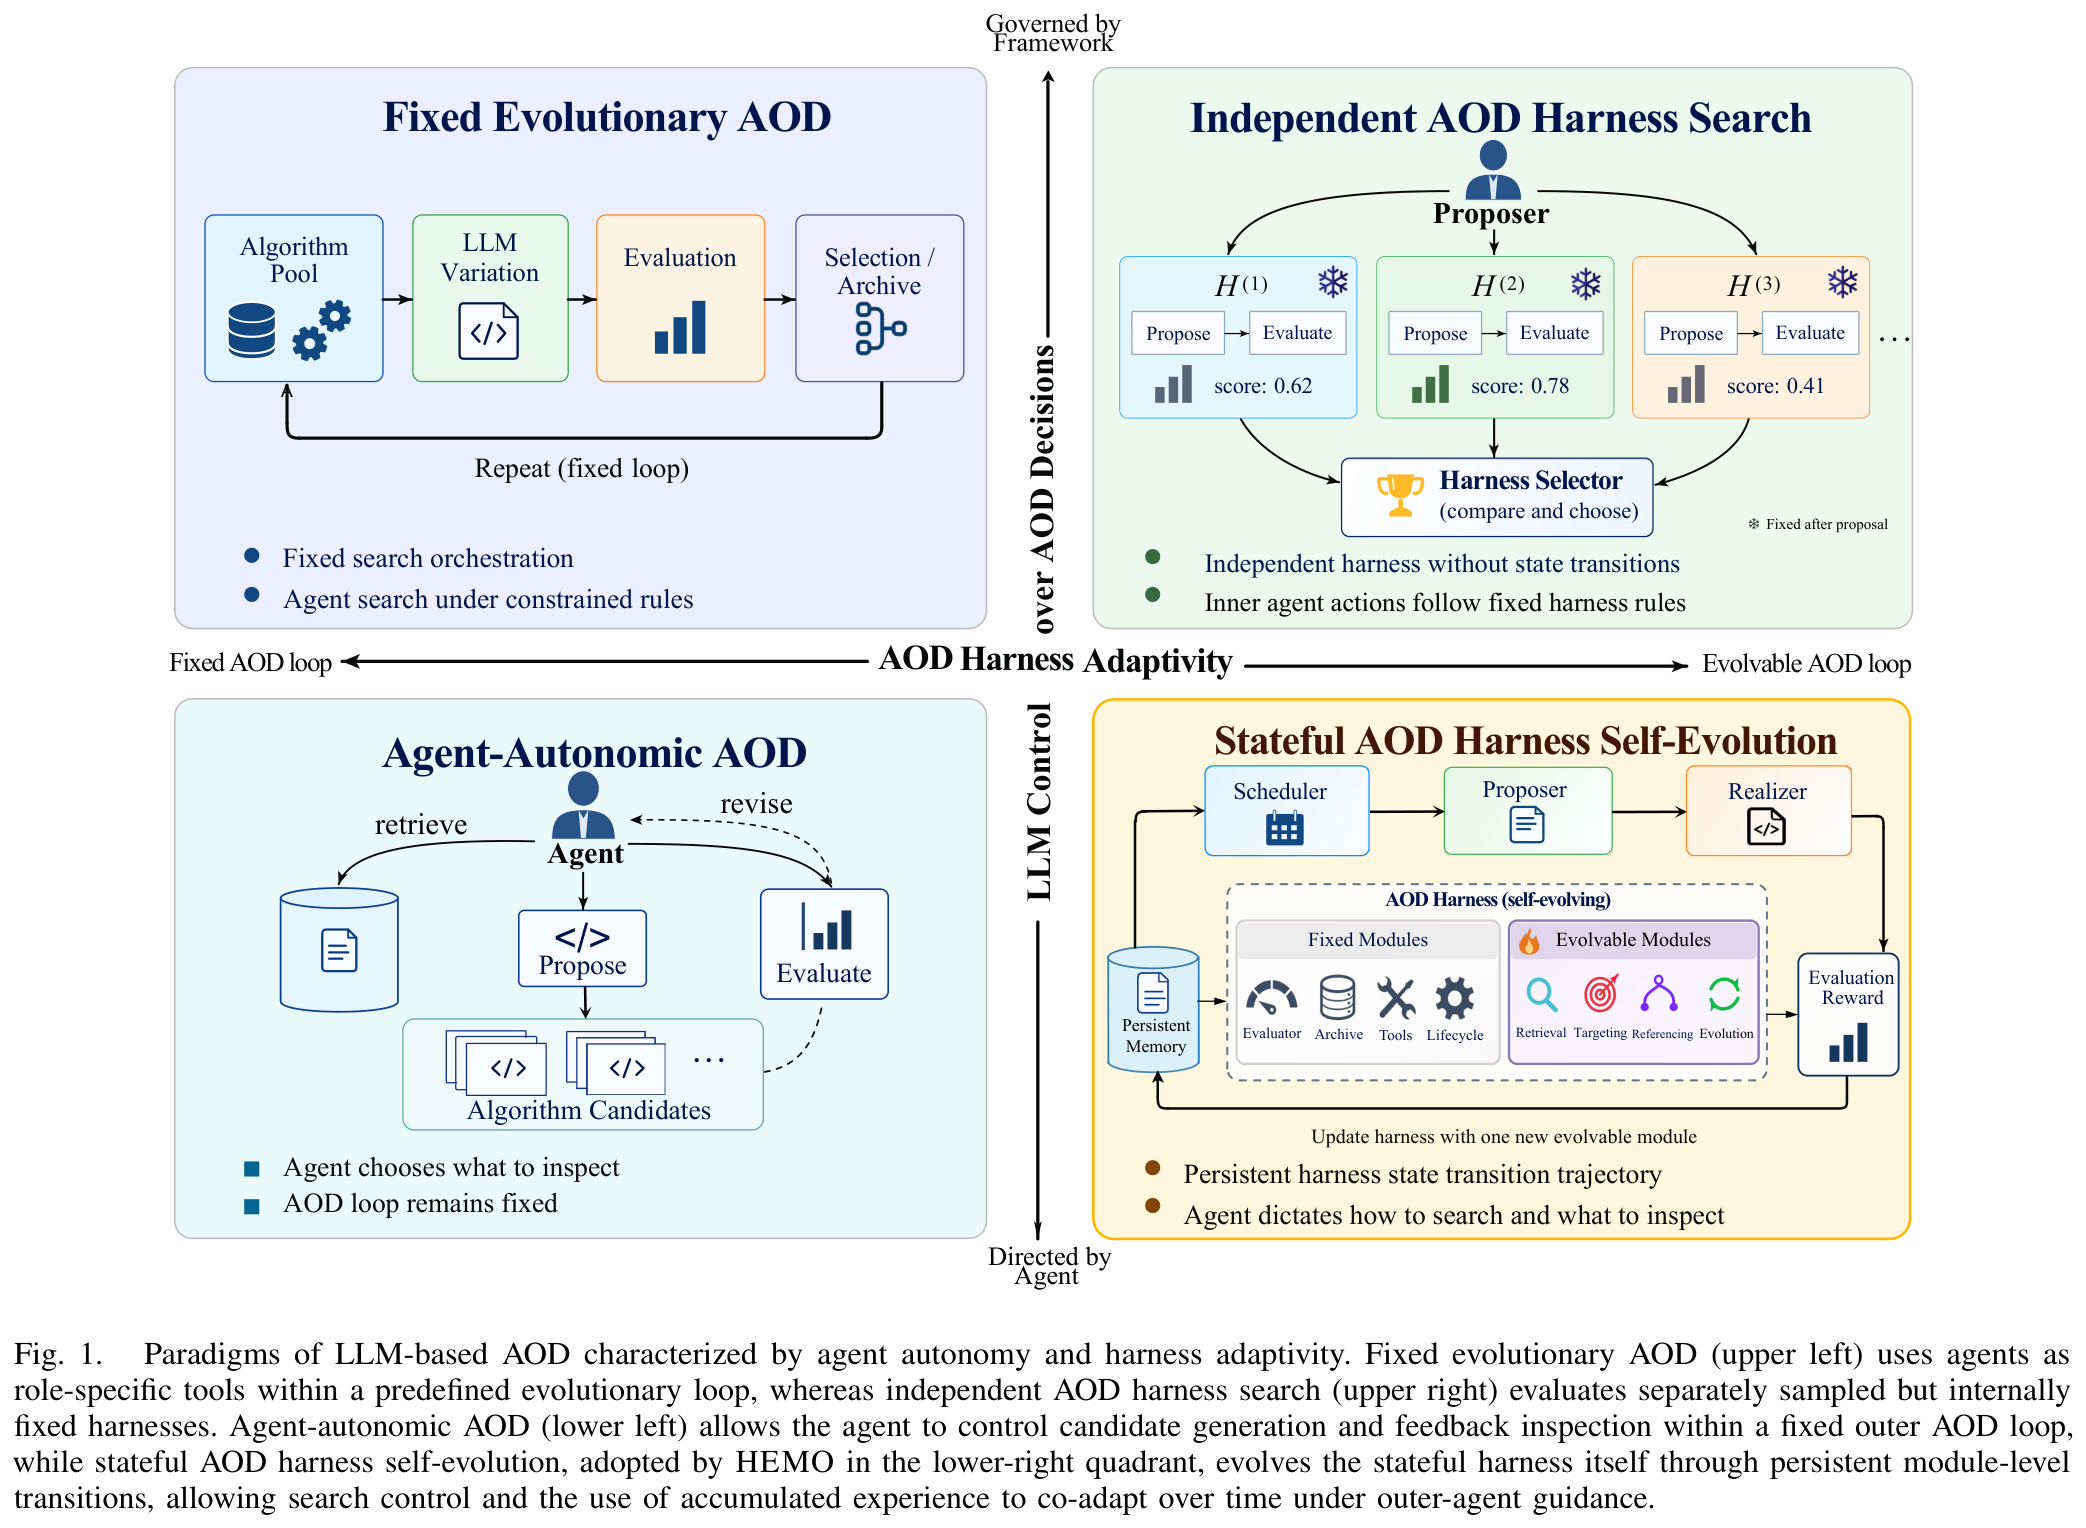 Governed by
Framework
Fixed Evolutionary AOD
Algorithm
Pool
LLM
Variation
</>
Evaluation
Selection /
Archive
Repeat (fixed loop)
Fixed search orchestration
Agent search under constrained rules
LLM Control over AOD Decisions
Independent AOD Harness Search
Proposer
H(1)
Propose
Evaluate
score: 0.62
H(2)
Propose
Evaluate
score: 0.78
H(3)
Propose
Evaluate
score: 0.41
...
Harness Selector
(compare and choose)
❄ Fixed after proposal
Independent harness without state transitions
Inner agent actions follow fixed harness rules
Fixed AOD loop
AOD Harness Adaptivity
Evolvable AOD loop
Agent-Autonomic AOD
retrieve
revise
Agent
</>
Propose
Evaluate
</>
</>
...
Algorithm Candidates
Agent chooses what to inspect
AOD loop remains fixed
Stateful AOD Harness Self-Evolution
Scheduler
Proposer
Realizer
</>
AOD Harness (self-evolving)
Fixed Modules
Evaluator
Archive
Tools
Lifecycle
Evolvable Modules
Retrieval
Targeting
Referencing
Evolution
Persistent
Memory
Evaluation
Reward
Update harness with one new evolvable module
Persistent harness state transition trajectory
Agent dictates how to search and what to inspect
Directed by
Agent
Fig. 1. Paradigms of LLM-based AOD characterized by agent autonomy and harness adaptivity. Fixed evolutionary AOD (upper left) uses agents as
role-specific tools within a predefined evolutionary loop, whereas independent AOD harness search (upper right) evaluates separately sampled but internally
fixed harnesses. Agent-autonomic AOD (lower left) allows the agent to control candidate generation and feedback inspection within a fixed outer AOD loop,
while stateful AOD harness self-evolution, adopted by HEMO in the lower-right quadrant, evolves the stateful harness itself through persistent module-level
transitions, allowing search control and the use of accumulated experience to co-adapt over time under outer-agent guidance.